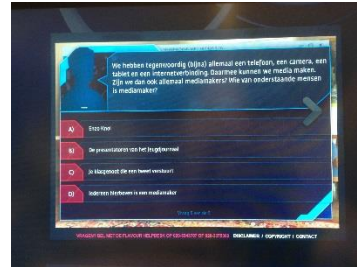 We hebben tegenwoordig (bijna) allemaal een telefoon, een camera, een
tablet en een internetverbinding. Daarmee kunnen we media maken.
Zijn we dan ook allemaal mediamakers? Wie van onderstaande mensen
is mediamaker?
A) Enzo Knol
B) De presentatoren van het Jeugdjournaal
C) Je klasgenoot die een tweet verstuurt
D) Iedereen hierboven is een mediamaker
DISCLAIMER / COPYRIGHT / CONTACT